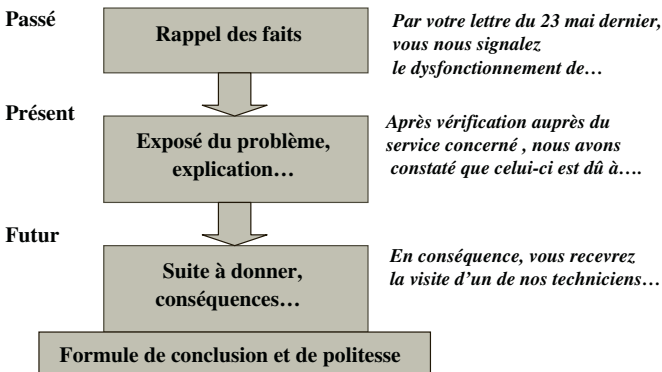 Passé
Rappel des faits
Par votre lettre du 23 mai dernier,
vous nous signalez
le dysfonctionnement de…
Présent
Exposé du problème,
explication…
Après vérification auprès du
service concerné , nous avons
constaté que celui-ci est dû à….
Futur
Suite à donner,
conséquences…
En conséquence, vous recevrez
la visite d’un de nos techniciens…
Formule de conclusion et de politesse